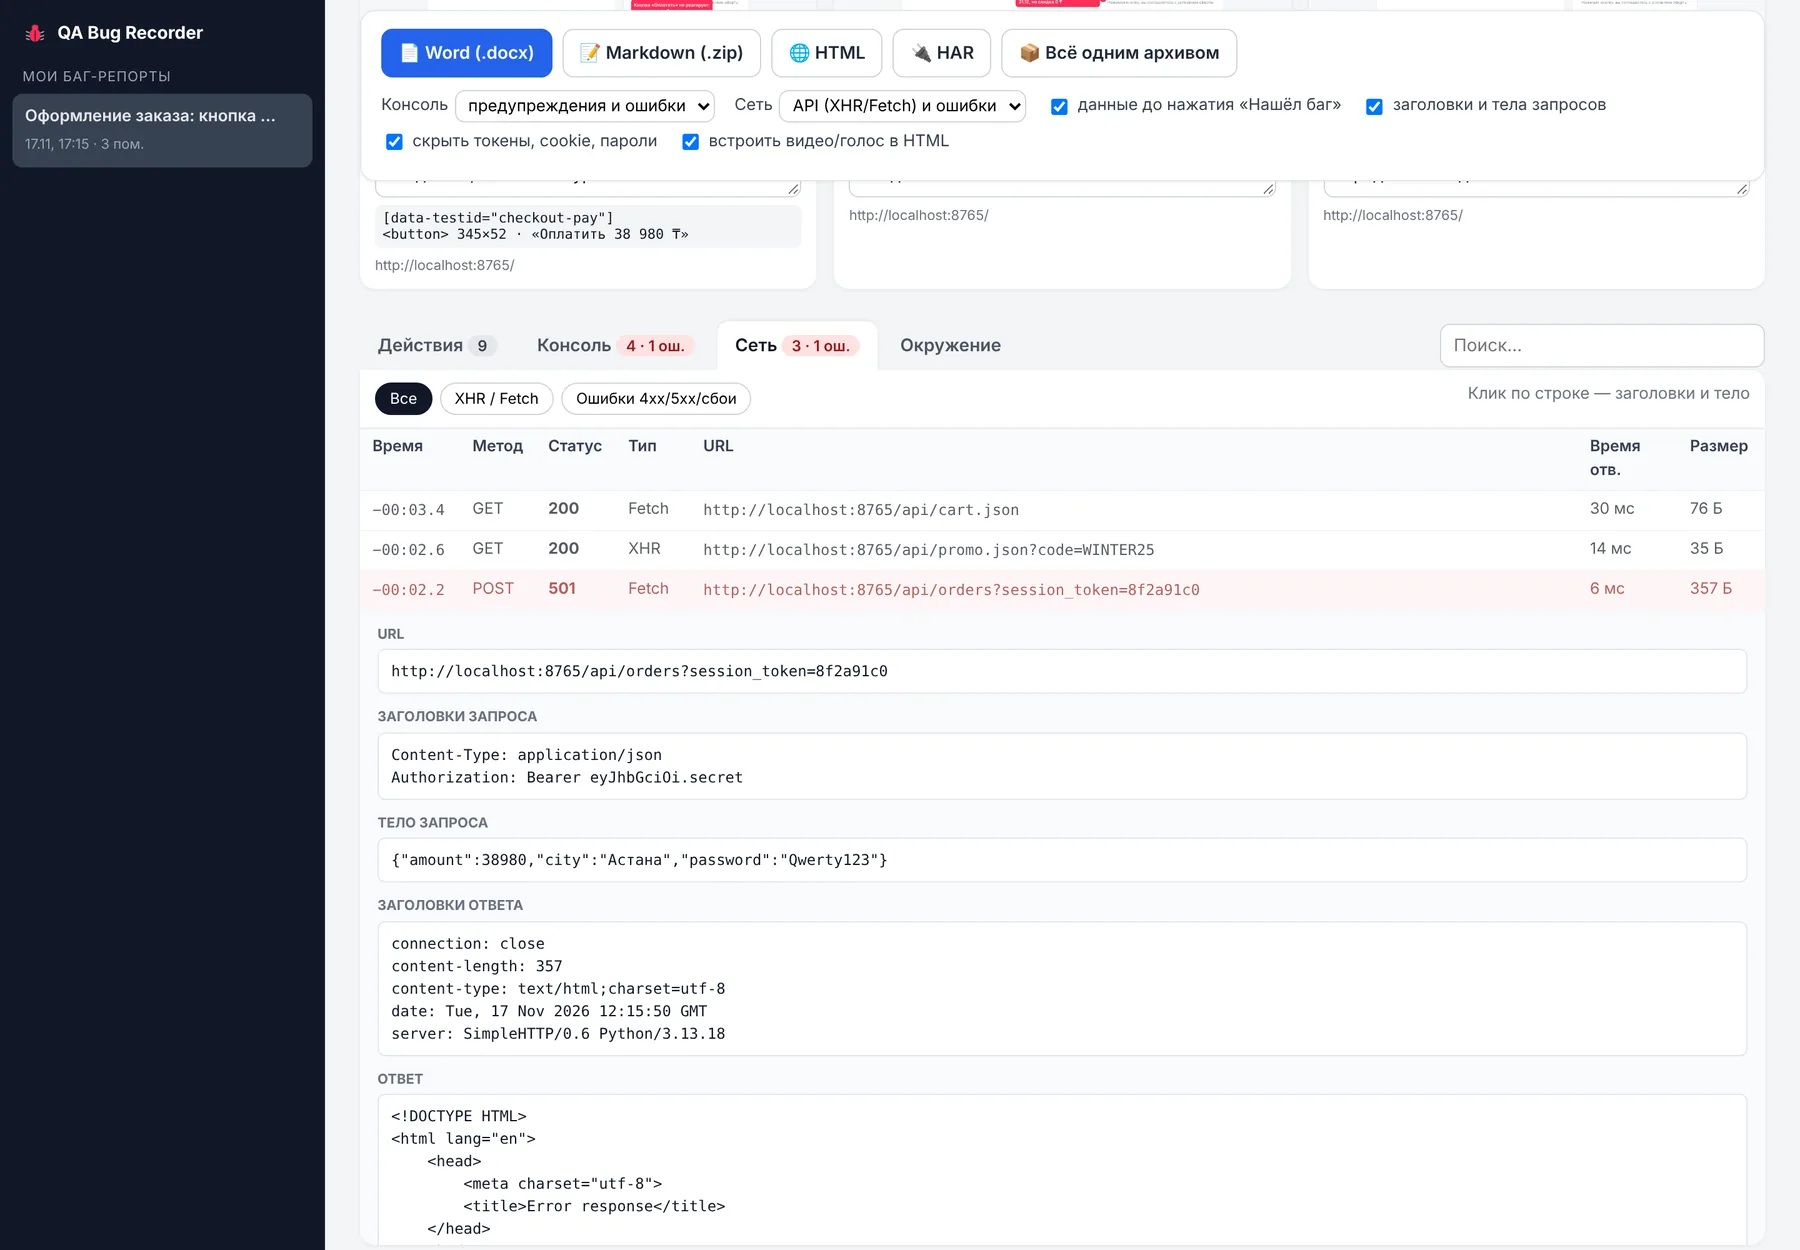 QA Bug Recorder
МОИ БАГ-РЕПОРТЫ
Оформление заказа: кнопка ...
17.11, 17:15 · 3 пом.
Word (.docx)
Markdown (.zip)
HTML
HAR
Всё одним архивом
Консоль
предупреждения и ошибки
Сеть
API (XHR/Fetch) и ошибки
данные до нажатия «Нашёл баг»
заголовки и тела запросов
скрыть токены, cookie, пароли
встроить видео/голос в HTML
[data-testid="checkout-pay"]
<button> 345×52 · «Оплатить 38 980 ₸»
http://localhost:8765/
http://localhost:8765/
http://localhost:8765/
Действия 9
Консоль 4 · 1 ош.
Сеть 3 · 1 ош.
Окружение
Поиск...
Все
XHR / Fetch
Ошибки 4xx/5xx/сбои
Клик по строке — заголовки и тело
Время Метод Статус Тип URL Время отв. Размер
−00:03.4 GET 200 Fetch http://localhost:8765/api/cart.json 30 мс 76 Б
−00:02.6 GET 200 XHR http://localhost:8765/api/promo.json?code=WINTER25 14 мс 35 Б
−00:02.2 POST 501 Fetch http://localhost:8765/api/orders?session_token=8f2a91c0 6 мс 357 Б
URL
http://localhost:8765/api/orders?session_token=8f2a91c0
ЗАГОЛОВКИ ЗАПРОСА
Content-Type: application/json
Authorization: Bearer eyJhbGciOi.secret
ТЕЛО ЗАПРОСА
{"amount":38980,"city":"Астана","password":"Qwerty123"}
ЗАГОЛОВКИ ОТВЕТА
connection: close
content-length: 357
content-type: text/html;charset=utf-8
date: Tue, 17 Nov 2026 12:15:50 GMT
server: SimpleHTTP/0.6 Python/3.13.18
ОТВЕТ
<!DOCTYPE HTML>
<html lang="en">
<head>
<meta charset="utf-8">
<title>Error response</title>
</head>